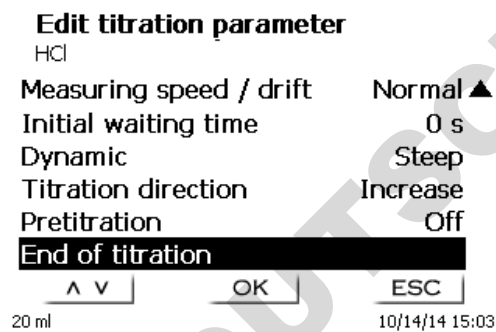 Edit titration parameter
HCl
Measuring speed / drift Normal ▲
Initial waiting time 0 s
Dynamic Steep
Titration direction Increase
Pretitration Off
End of titration
∧ ∨ OK ESC
20 ml 10/14/14 15:03